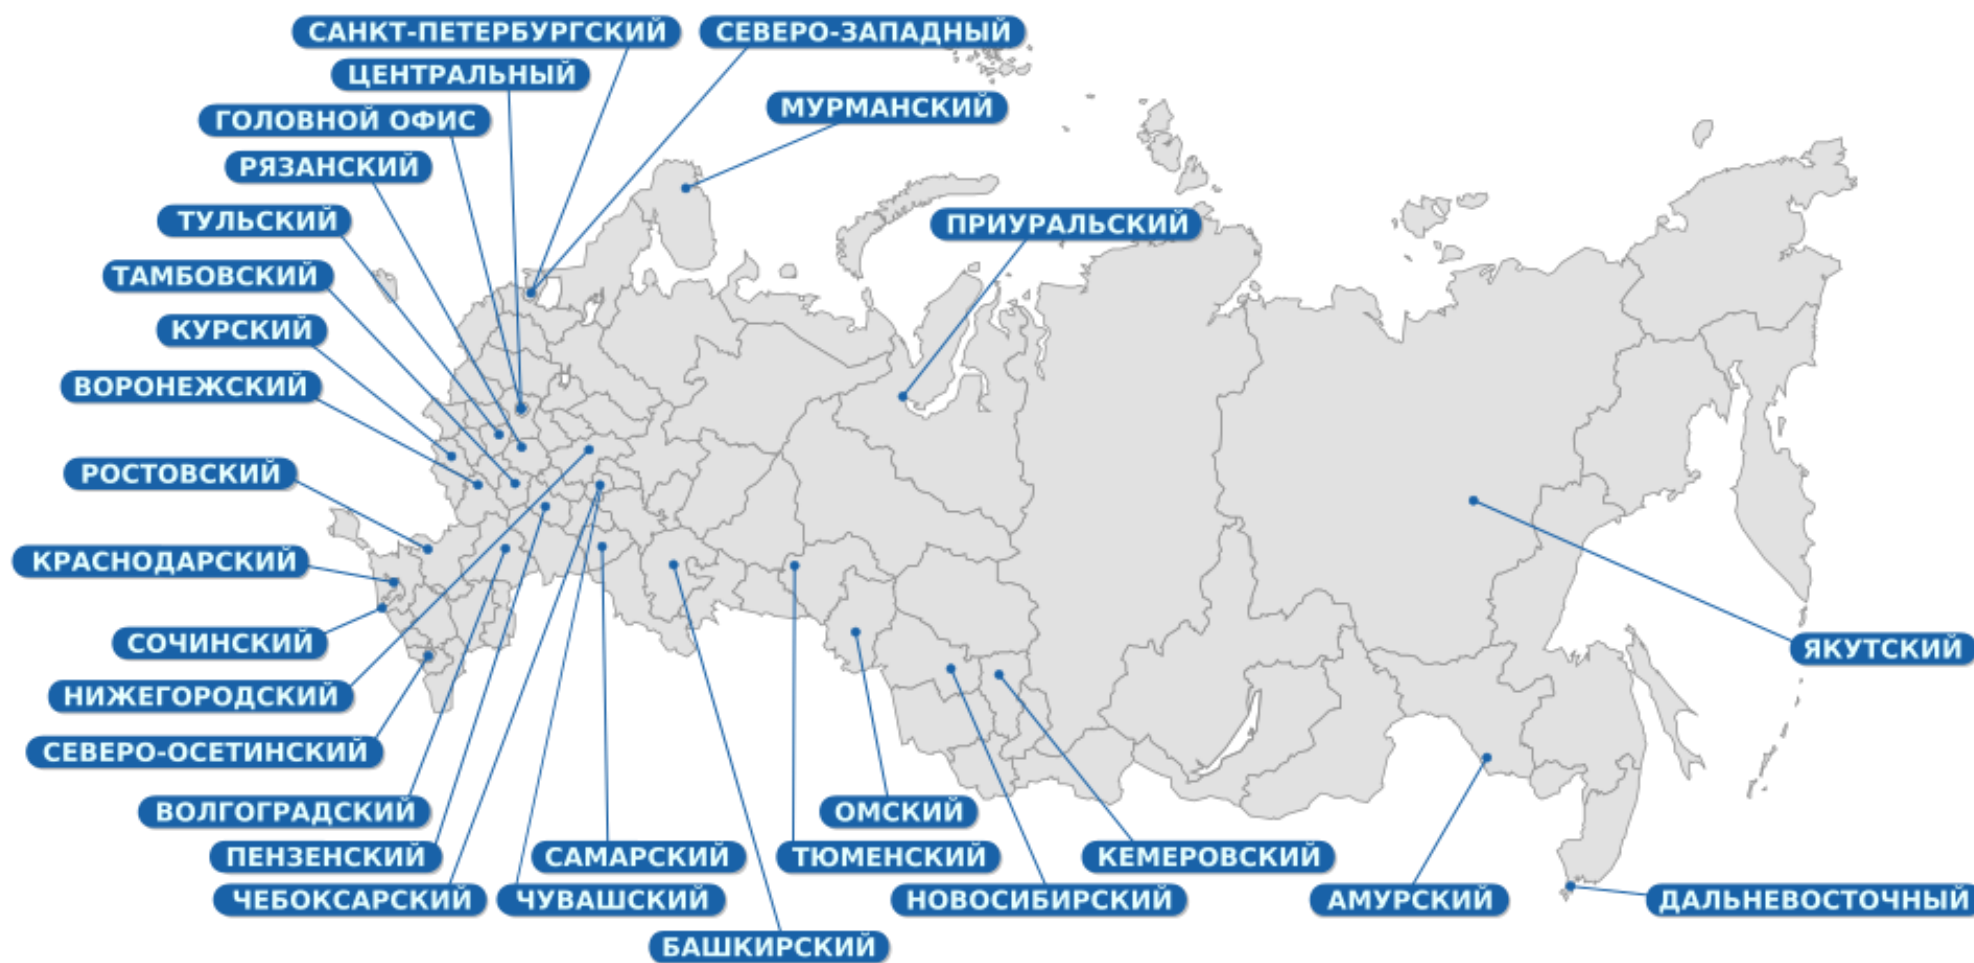 САНКТ-ПЕТЕРБУРГСКИЙ
СЕВЕРО-ЗАПАДНЫЙ
ЦЕНТРАЛЬНЫЙ
МУРМАНСКИЙ
ГОЛОВНОЙ ОФИС
РЯЗАНСКИЙ
ТУЛЬСКИЙ
ПРИУРАЛЬСКИЙ
ТАМБОВСКИЙ
КУРСКИЙ
ВОРОНЕЖСКИЙ
РОСТОВСКИЙ
КРАСНОДАРСКИЙ
СОЧИНСКИЙ
ЯКУТСКИЙ
НИЖЕГОРОДСКИЙ
СЕВЕРО-ОСЕТИНСКИЙ
ВОЛГОГРАДСКИЙ
ОМСКИЙ
ПЕНЗЕНСКИЙ
САМАРСКИЙ
ТЮМЕНСКИЙ
КЕМЕРОВСКИЙ
ЧЕБОКСАРСКИЙ
ЧУВАШСКИЙ
НОВОСИБИРСКИЙ
АМУРСКИЙ
ДАЛЬНЕВОСТОЧНЫЙ
БАШКИРСКИЙ